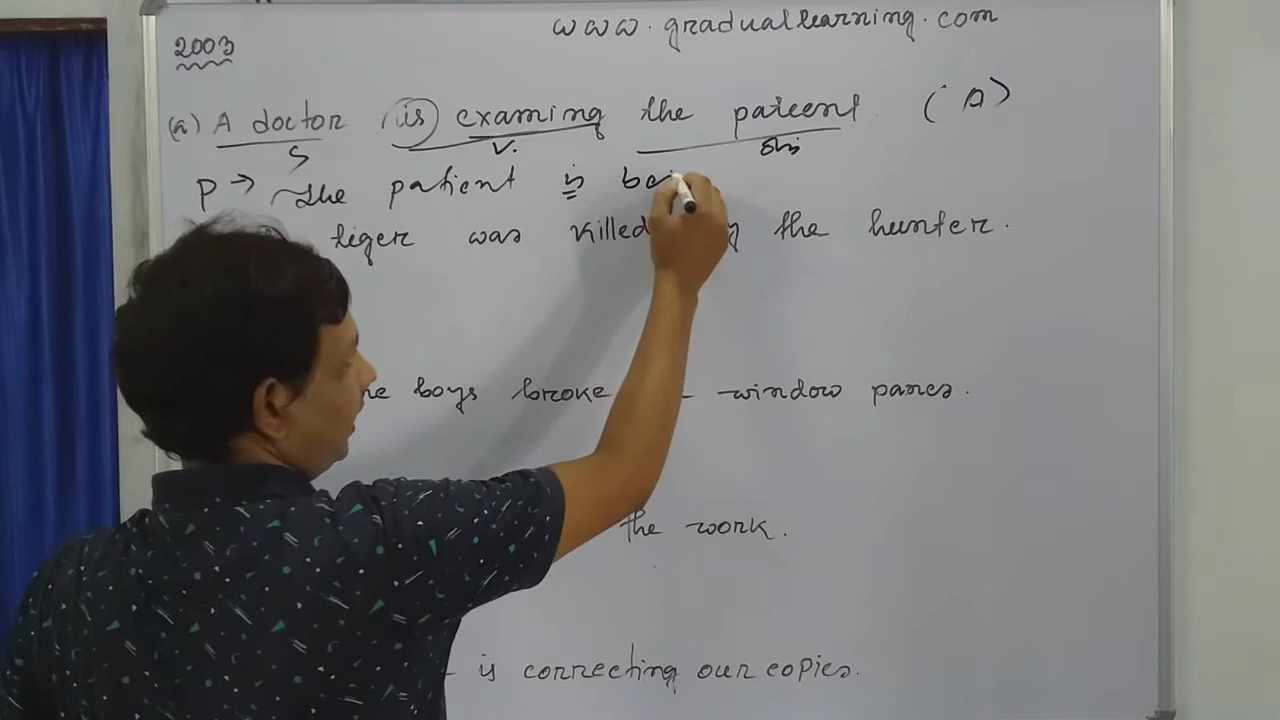 www.graduallearning.com
2003
(a) A doctor is examing the pateent. (A)
S V. Obj
P → The patient is bei
tiger was killed the hunter.
boys broke window panes.
the work.
is correcting our copies.